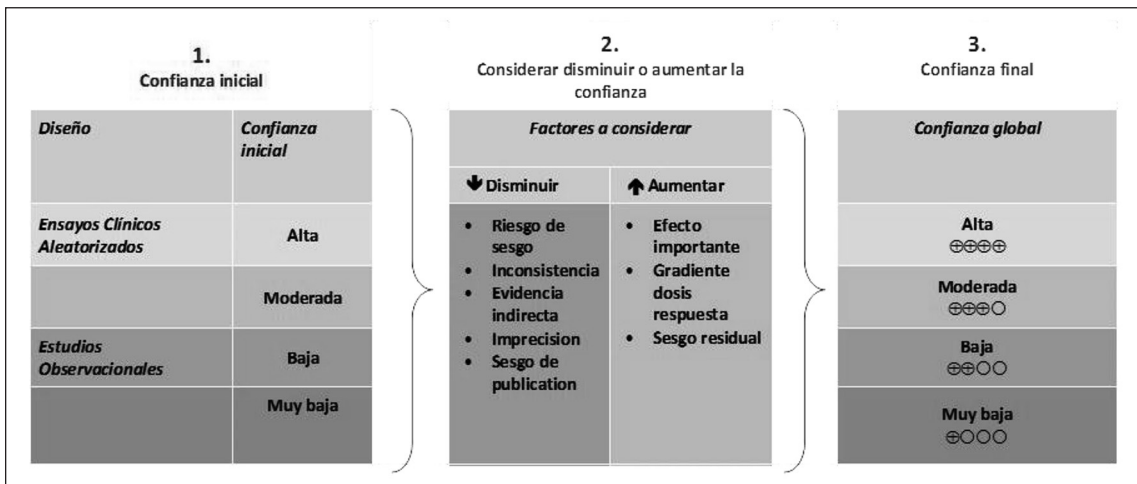 1.
Confianza inicial
Diseño
Confianza
inicial
Ensayos Clínicos
Aleatorizados
Alta
Moderada
Estudios
Observacionales
Baja
Muy baja
2.
Considerar disminuir o aumentar la
confianza
Factores a considerar
🡇 Disminuir
• Riesgo de
sesgo
• Inconsistencia
• Evidencia
indirecta
• Imprecision
• Sesgo de
publication
🡅 Aumentar
• Efecto
importante
• Gradiente
dosis
respuesta
• Sesgo residual
3.
Confianza final
Confianza global
Alta
⊕⊕⊕⊕
Moderada
⊕⊕⊕○
Baja
⊕⊕○○
Muy baja
⊕○○○